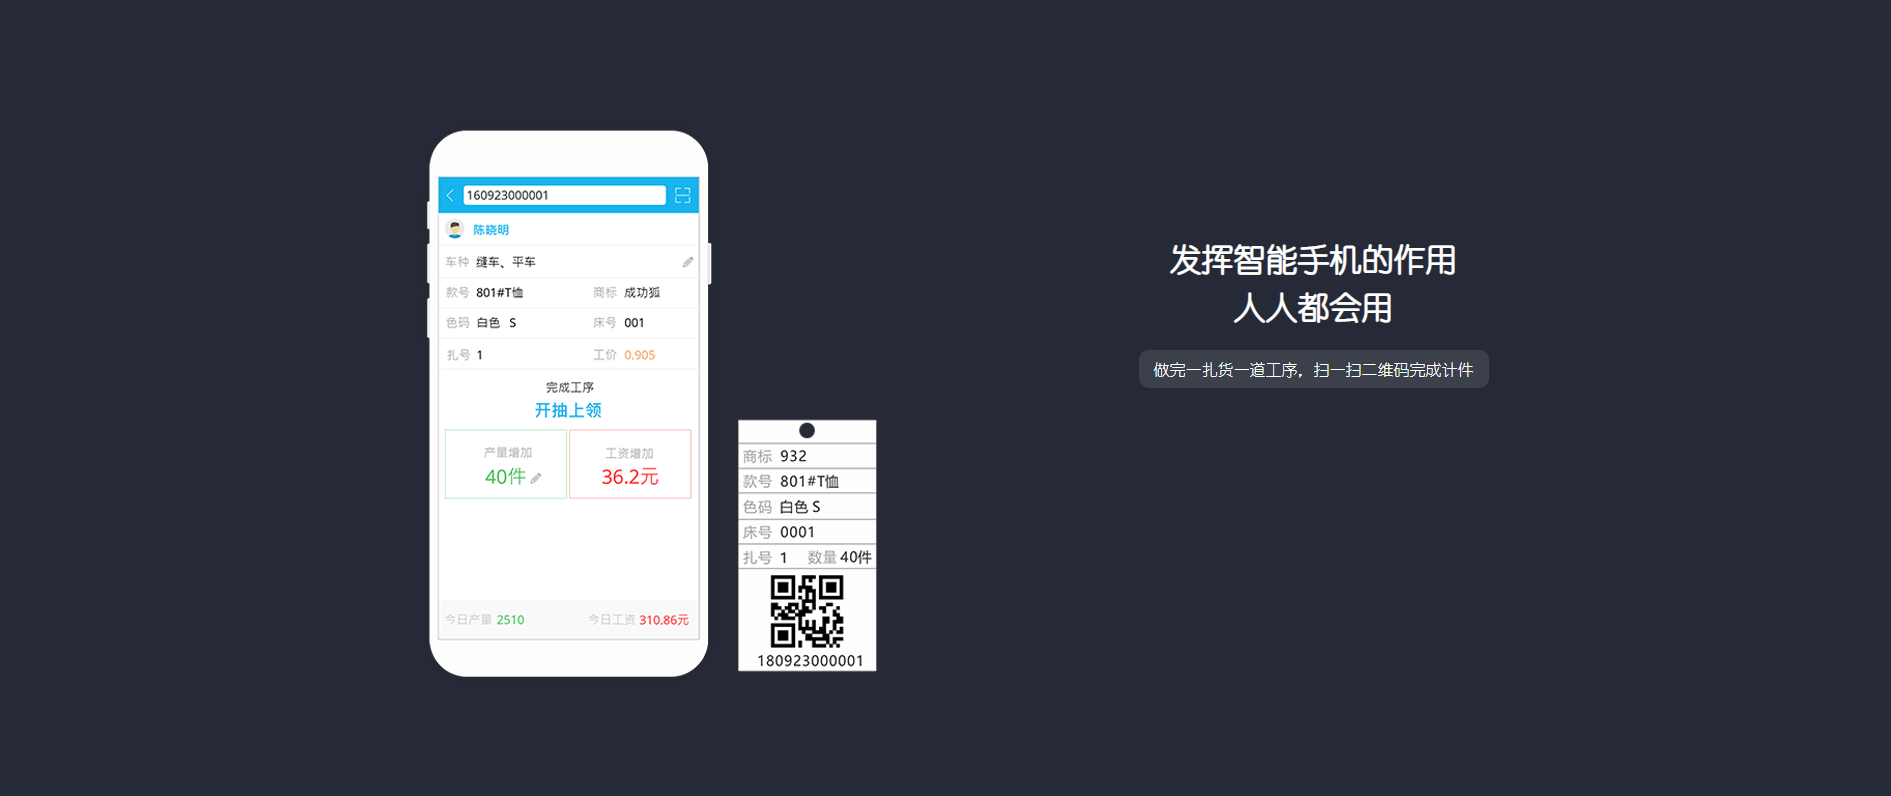 160923000001
陈晓明
车种 缝车、平车
款号 801#T恤 商标 成功狐
色码 白色 S 床号 001
扎号 1 工价 0.905
完成工序
开抽上领
产量增加 工资增加
40件 36.2元
今日产量 2510 今日工资 310.86元
商标 932
款号 801#T恤
色码 白色 S
床号 0001
扎号 1 数量 40件
180923000001
发挥智能手机的作用
人人都会用
做完一扎货一道工序，扫一扫二维码完成计件